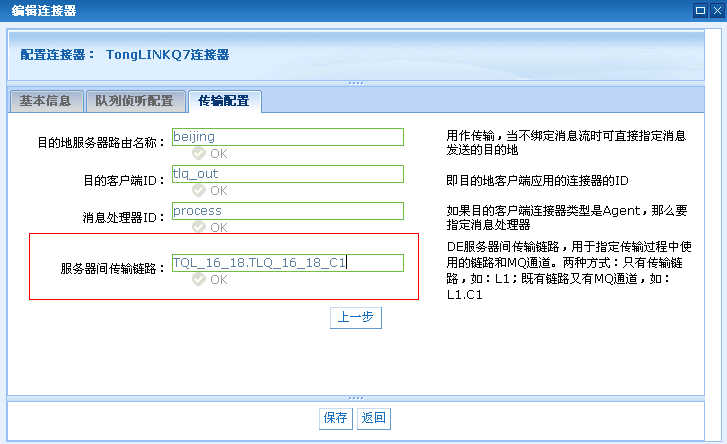 编辑连接器
配置连接器： TongLINKQ7连接器
基本信息 队列侦听配置 传输配置
目的地服务器路由名称： beijing
OK
用作传输，当不绑定消息流时可直接指定消息
发送的目的地
目的客户端ID： tlq_out
OK
即目的地客户端应用的连接器的ID
消息处理器ID： process
OK
如果目的客户端连接器类型是Agent，那么要
指定消息处理器
服务器间传输链路： TQL_16_18.TLQ_16_18_C1
OK
DE服务器间传输链路，用于指定传输过程中使
用的链路和MQ通道。两种方式：只有传输链
路，如：L1；既有链路又有MQ通道，如：
L1.C1
上一步
保存 返回